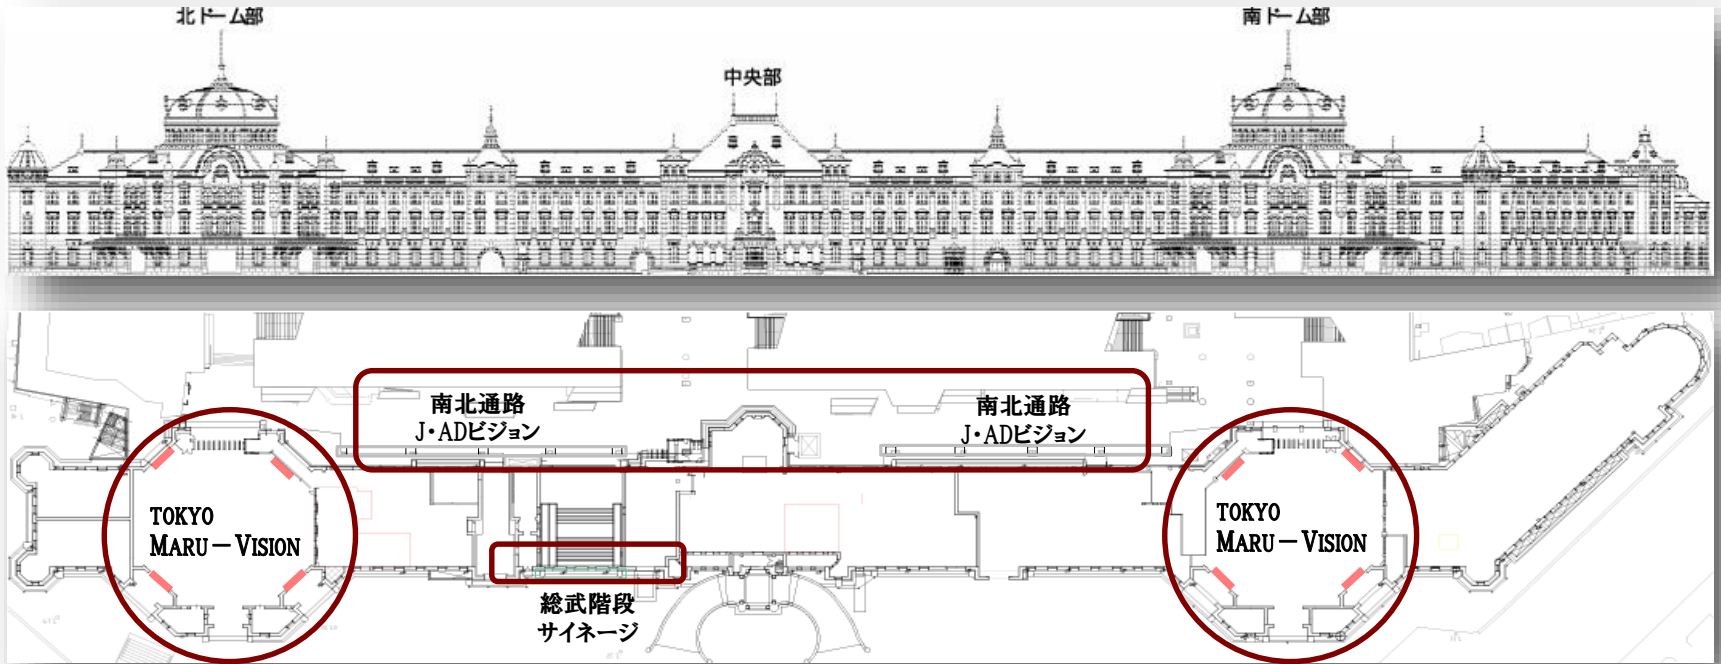 北ドーム部
南ドーム部
中央部
南北通路
J・ADビジョン
南北通路
J・ADビジョン
TOKYO
MARU－VISION
TOKYO
MARU－VISION
総武階段
サイネージ